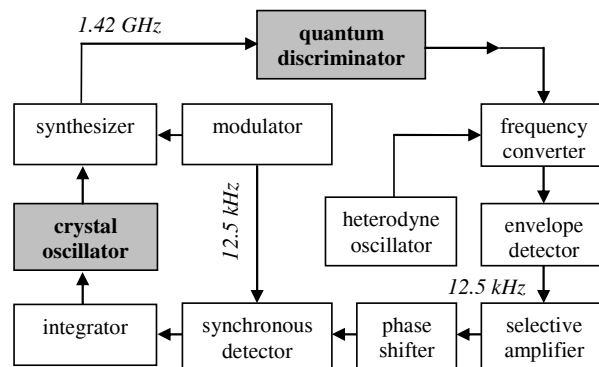 1.42 GHz
quantum
discriminator
synthesizer
modulator
frequency
converter
12.5 kHz
crystal
oscillator
heterodyne
oscillator
envelope
detector
12.5 kHz
integrator
synchronous
detector
phase
shifter
selective
amplifier